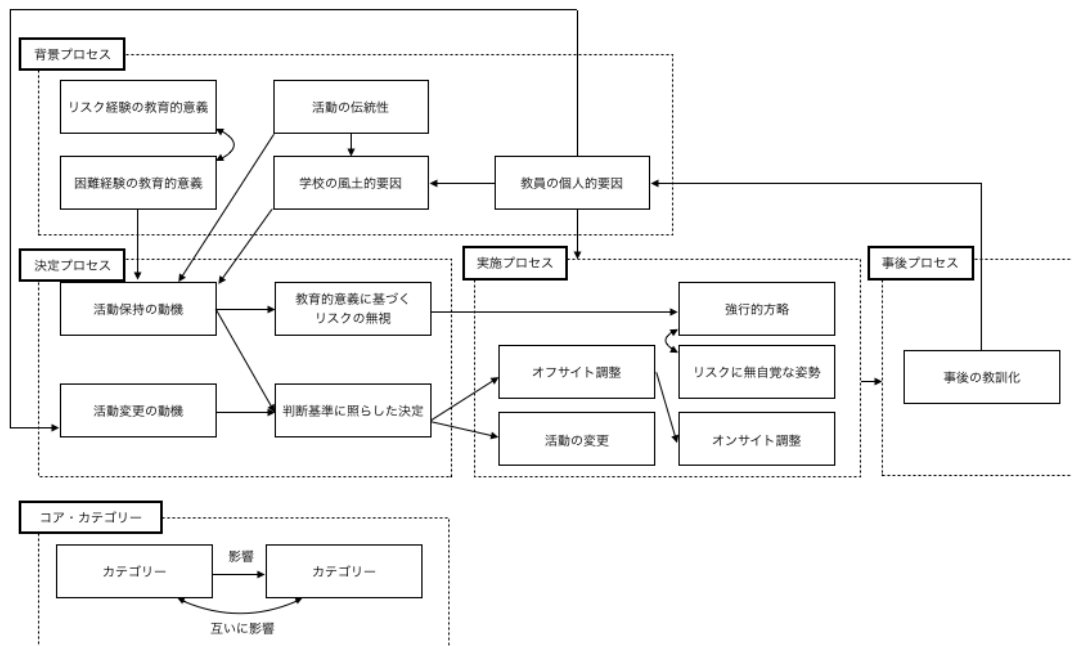 背景プロセス
リスク経験の教育的意義
活動の伝統性
困難経験の教育的意義
学校の風土的要因
教員の個人的要因
決定プロセス
活動保持の動機
教育的意義に基づく
リスクの無視
活動変更の動機
判断基準に照らした決定
実施プロセス
強行的方略
オフサイト調整
リスクに無自覚な姿勢
活動の変更
オンサイト調整
事後プロセス
事後の教訓化
コア・カテゴリー
カテゴリー
影響
カテゴリー
互いに影響